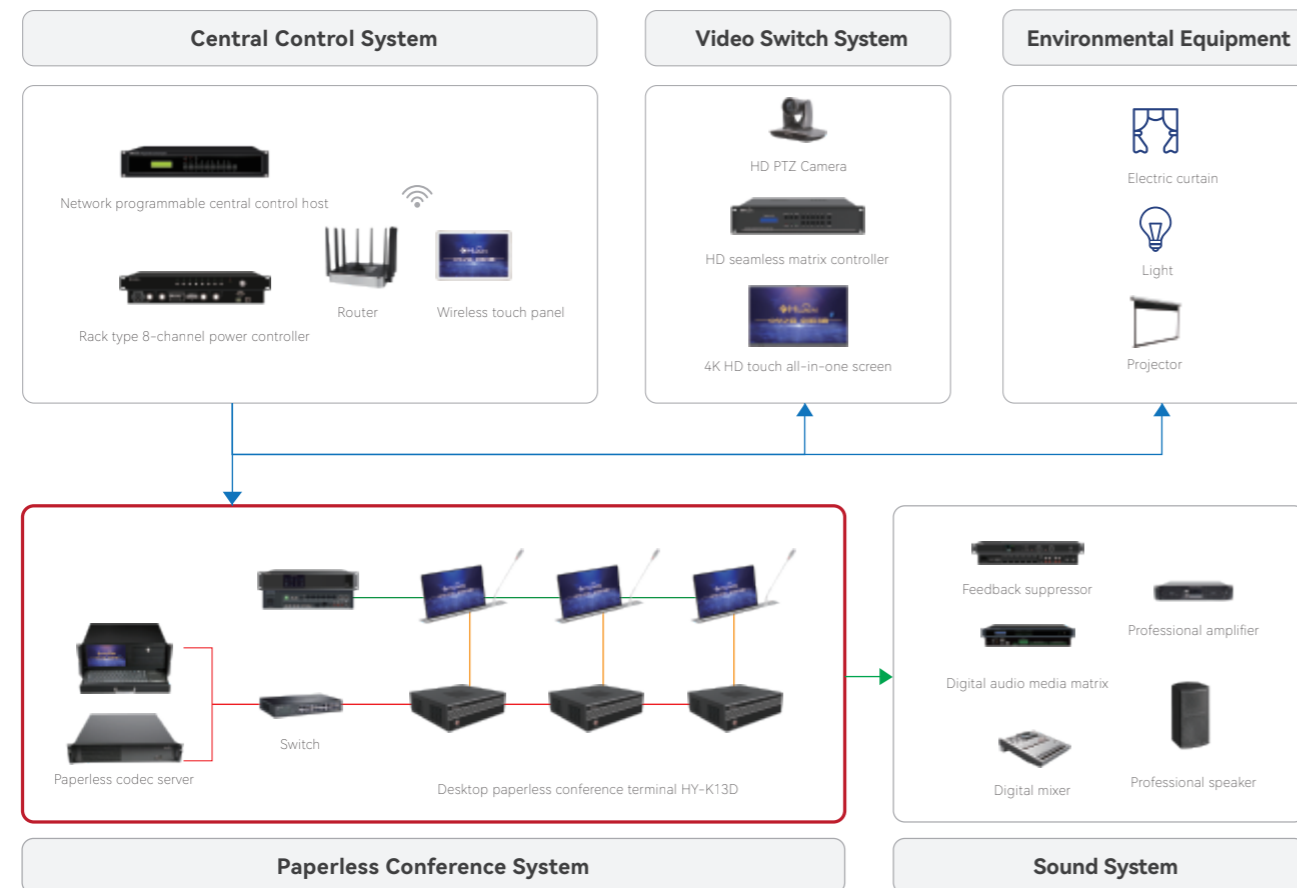 Central Control System
Video Switch System
Environmental Equipment
Network programmable central control host
Rack type 8-channel power controller
Router
Wireless touch panel
HD PTZ Camera
HD seamless matrix controller
4K HD touch all-in-one screen
Electric curtain
Light
Projector
Paperless codec server
Switch
Desktop paperless conference terminal HY-K13D
Feedback suppressor
Professional amplifier
Digital audio media matrix
Digital mixer
Professional speaker
Paperless Conference System
Sound System